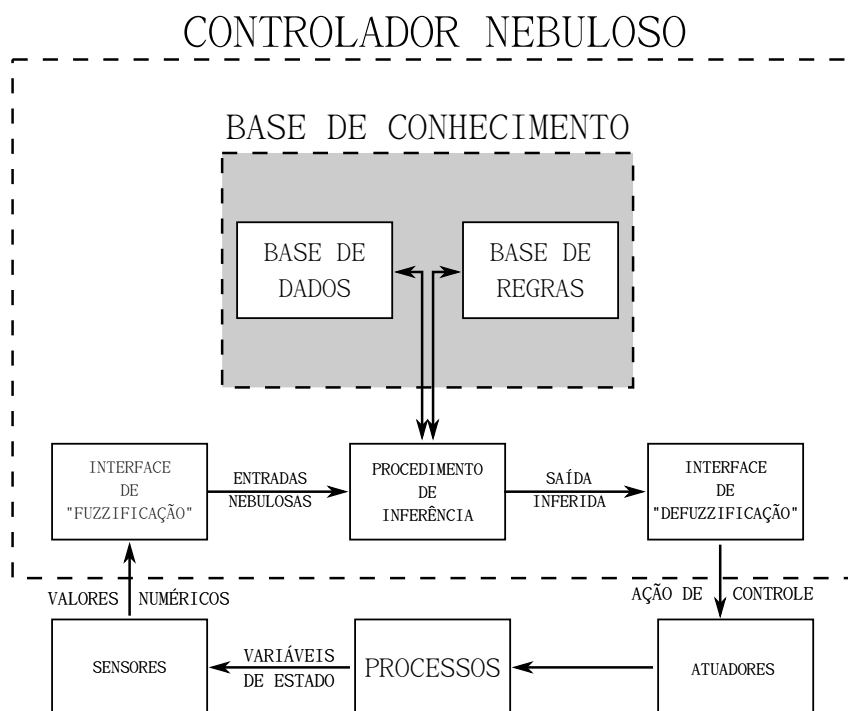 CONTROLADOR NEBULOSO
BASE DE CONHECIMENTO
BASE DE
DADOS
BASE DE
REGRAS
INTERFACE
DE
"FUZZIFICAÇÃO"
ENTRADAS
NEBULOSAS
PROCEDIMENTO
DE
INFERÊNCIA
SAÍDA
INFERIDA
INTERFACE
DE
"DEFUZZIFICAÇÃO"
VALORES NUMÉRICOS
AÇÃO DE CONTROLE
SENSORES
VARIÁVEIS
DE ESTADO
PROCESSOS
ATUADORES